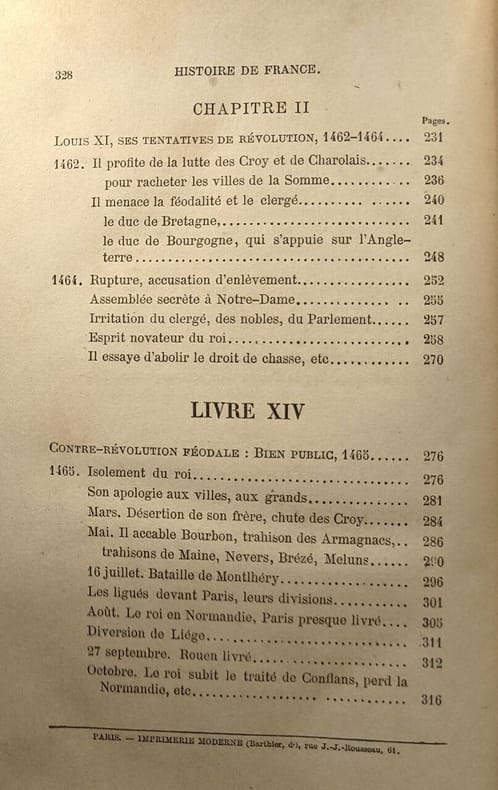 328
HISTOIRE DE FRANCE.
CHAPITRE II
Pages.
LOUIS XI, SES TENTATIVES DE RÉVOLUTION, 1462-1464.... 231
1462. Il profite de la lutte des Croy et de Charolais....... 234
pour racheter les villes de la Somme............ 236
Il menace la féodalité et le clergé............... 240
le duc de Bretagne,............................ 241
le duc de Bourgogne, qui s'appuie sur l'Angle-
terre........................................ 248
1464. Rupture, accusation d'enlèvement................. 252
Assemblée secrète à Notre-Dame................ 255
Irritation du clergé, des nobles, du Parlement...... 257
Esprit novateur du roi........................... 258
Il essaye d'abolir le droit de chasse, etc............ 270
LIVRE XIV
CONTRE-RÉVOLUTION FÉODALE : BIEN PUBLIC, 1465...... 276
1465. Isolement du roi................................ 276
Son apologie aux villes, aux grands............... 281
Mars. Désertion de son frère, chute des Croy....... 284
Mai. Il accable Bourbon, trahison des Armagnacs,.. 286
trahisons de Maine, Nevers, Brézé, Meluns...... 290
16 juillet. Bataille de Montlhéry................... 296
Les ligués devant Paris, leurs divisions........... 301
Août. Le roi en Normandie, Paris presque livré.... 305
Diversion de Liége.............................. 311
27 septembre. Rouen livré....................... 312
Octobre. Le roi subit le traité de Conflans, perd la
Normandie, etc............................... 316
PARIS. — IMPRIMERIE MODERNE (Barthier, dr), rue J.-J.-Rousseau, 61.